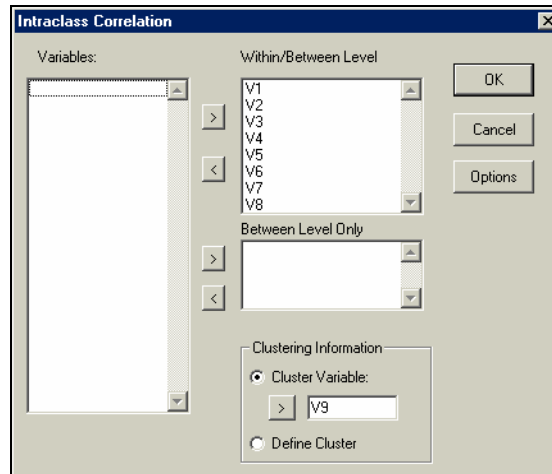 Intraclass Correlation
Variables:
Within/Between Level
V1
V2
V3
V4
V5
V6
V7
V8
OK
Cancel
Options
>
<
Between Level Only
>
<
Clustering Information
Cluster Variable:
>
V9
Define Cluster